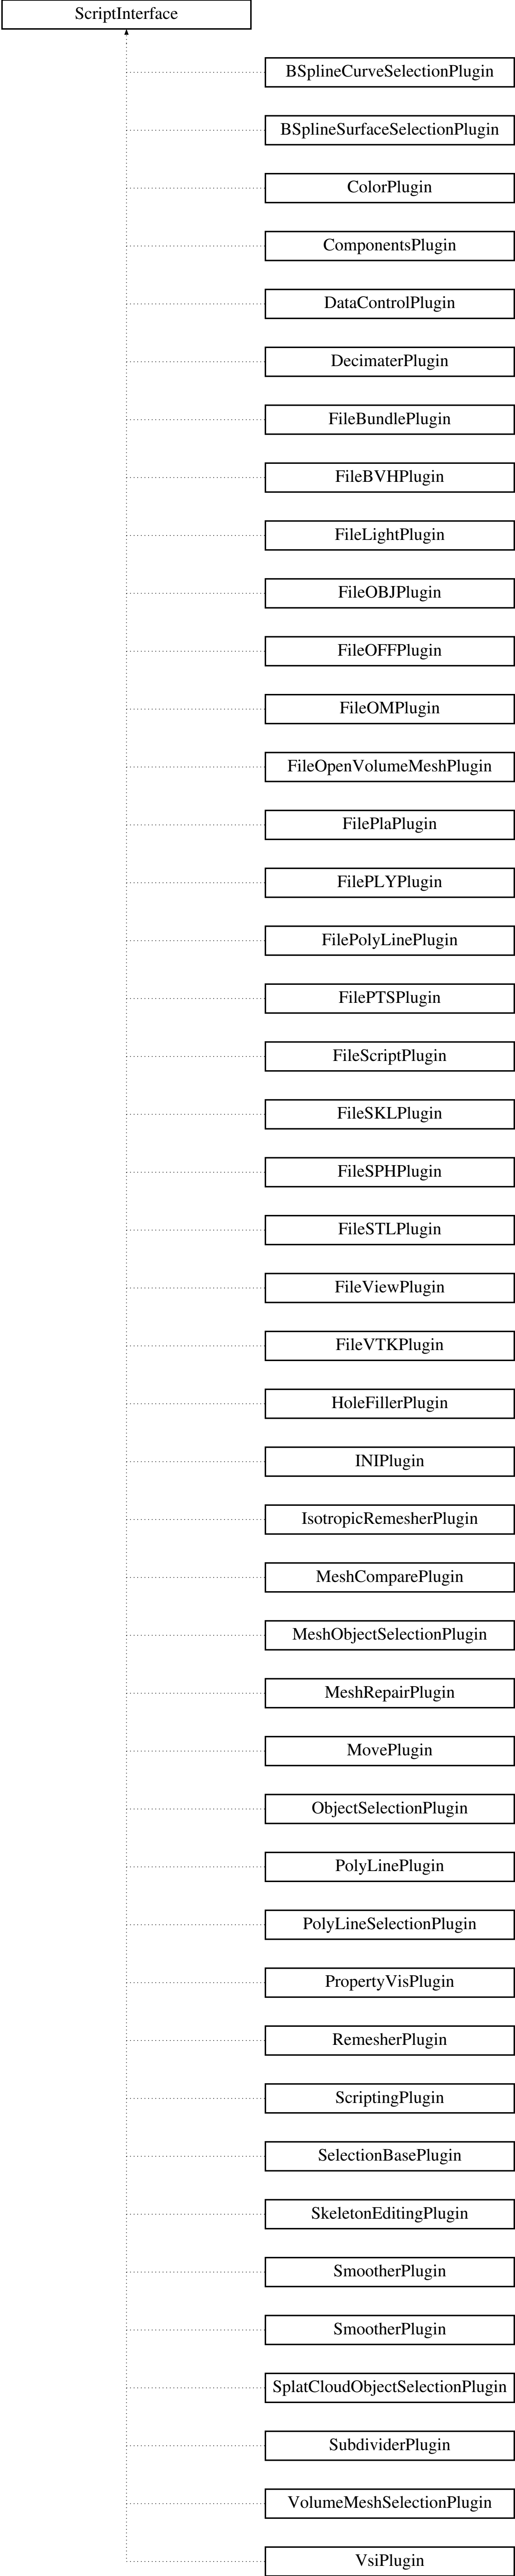 ScriptInterface
BSplineCurveSelectionPlugin
BSplineSurfaceSelectionPlugin
ColorPlugin
ComponentsPlugin
DataControlPlugin
DecimaterPlugin
FileBundlePlugin
FileBVHPlugin
FileLightPlugin
FileOBJPlugin
FileOFFPlugin
FileOMPlugin
FileOpenVolumeMeshPlugin
FilePlaPlugin
FilePLYPlugin
FilePolyLinePlugin
FilePTSPlugin
FileScriptPlugin
FileSKLPlugin
FileSPHPlugin
FileSTLPlugin
FileViewPlugin
FileVTKPlugin
HoleFillerPlugin
INIPlugin
IsotropicRemesherPlugin
MeshComparePlugin
MeshObjectSelectionPlugin
MeshRepairPlugin
MovePlugin
ObjectSelectionPlugin
PolyLinePlugin
PolyLineSelectionPlugin
PropertyVisPlugin
RemesherPlugin
ScriptingPlugin
SelectionBasePlugin
SkeletonEditingPlugin
SmootherPlugin
SmootherPlugin
SplatCloudObjectSelectionPlugin
SubdividerPlugin
VolumeMeshSelectionPlugin
VsiPlugin